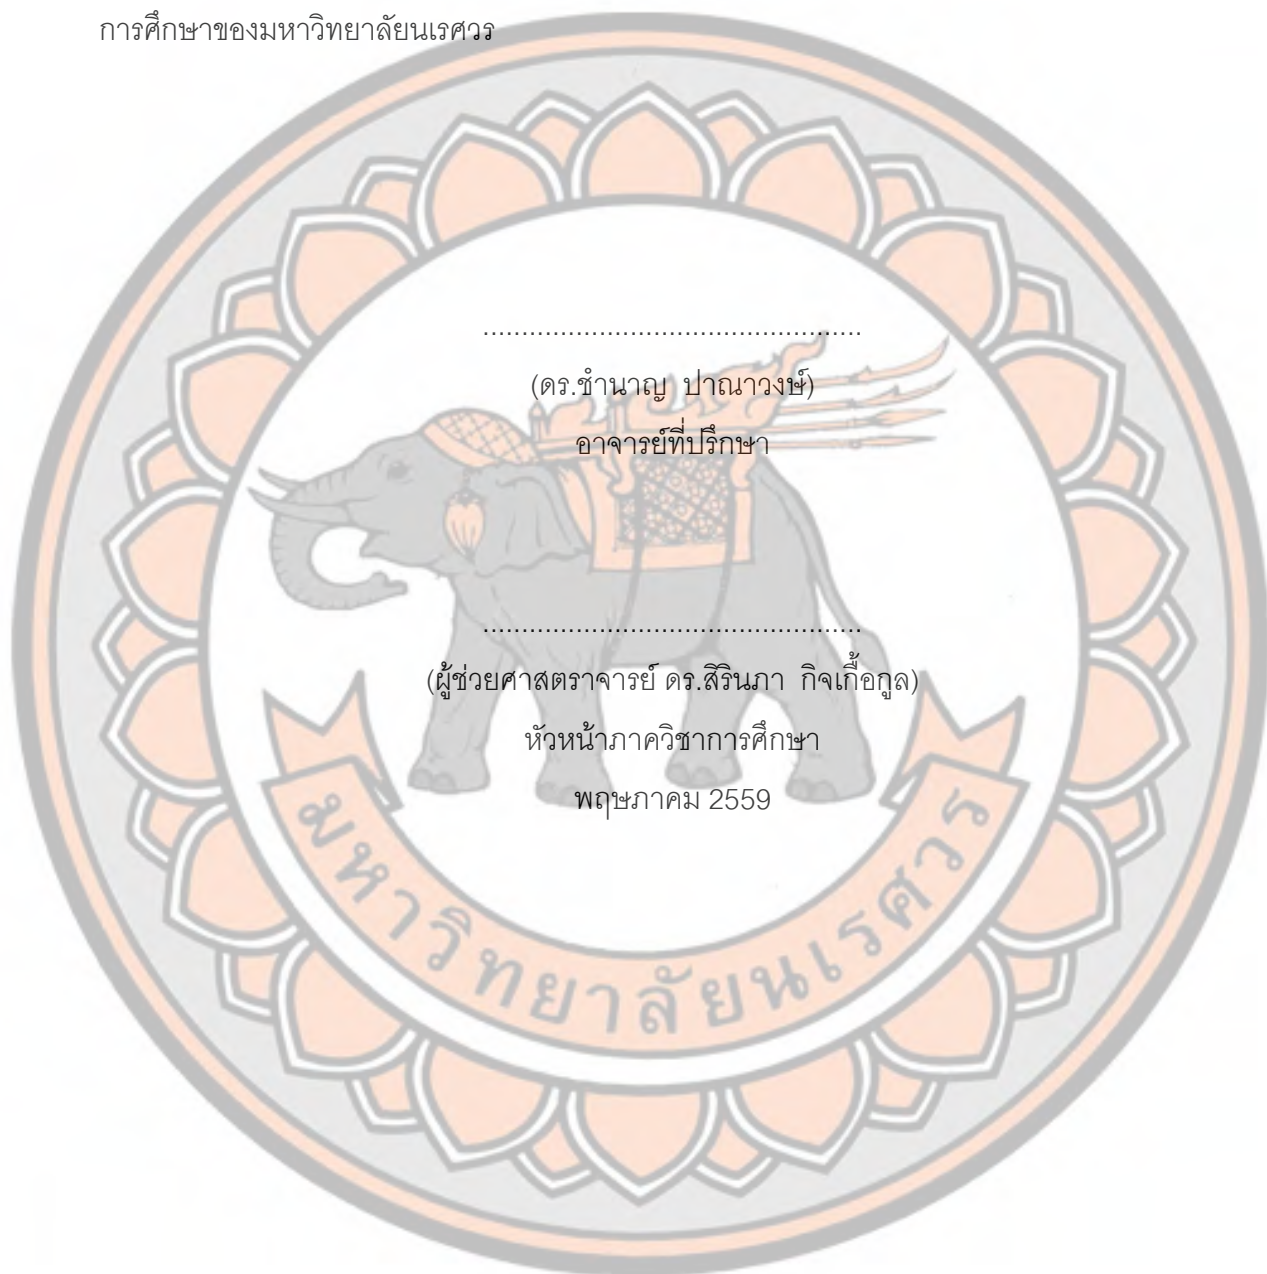 การศึกษาของมหาวิทยาลัยนเรศวร
................................................
(ดร.ชำนาญ ปาณาวงษ์)
อาจารย์ที่ปรึกษา
................................................
(ผู้ช่วยศาสตราจารย์ ดร.สิรินภา กิจเกื้อกูล)
หัวหน้าภาควิชาการศึกษา
พฤษภาคม 2559
มหาวิทยาลัยนเรศวร